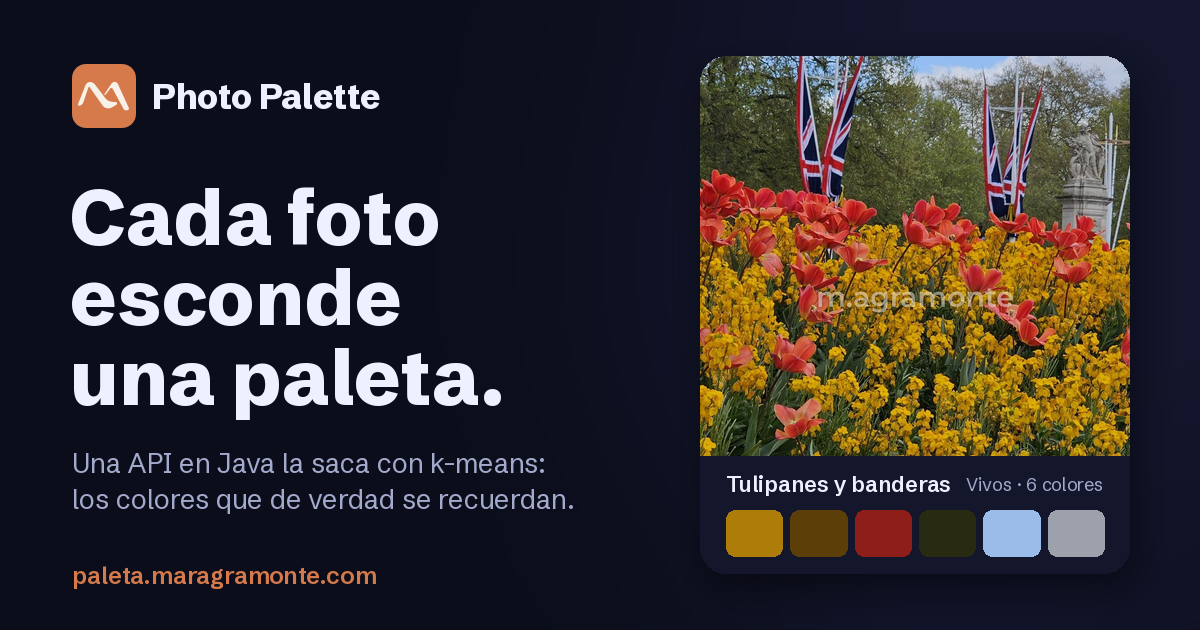 Photo Palette
Cada foto
esconde
una paleta.
Una API en Java la saca con k-means:
los colores que de verdad se recuerdan.
paleta.maragramonte.com
m.agramonte
Tulipanes y banderas
Vivos · 6 colores